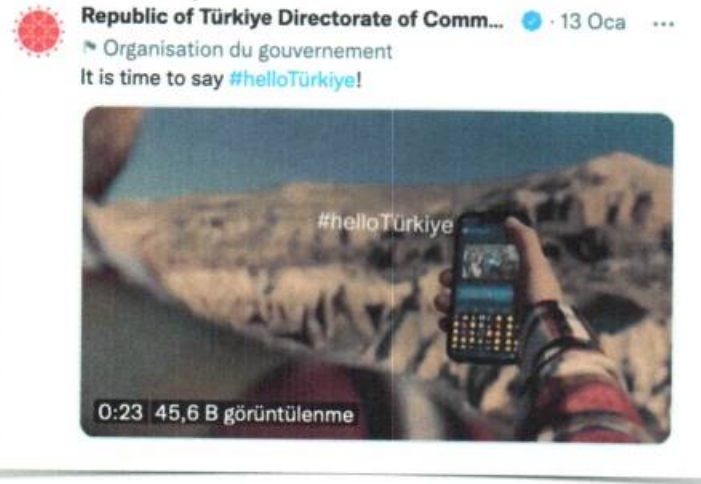 Republic of Türkiye Directorate of Comm... · 13 Oca ...
Organisation du gouvernement
It is time to say #helloTürkiye!
#helloTürkiye
0:23 45,6 B görüntülenme